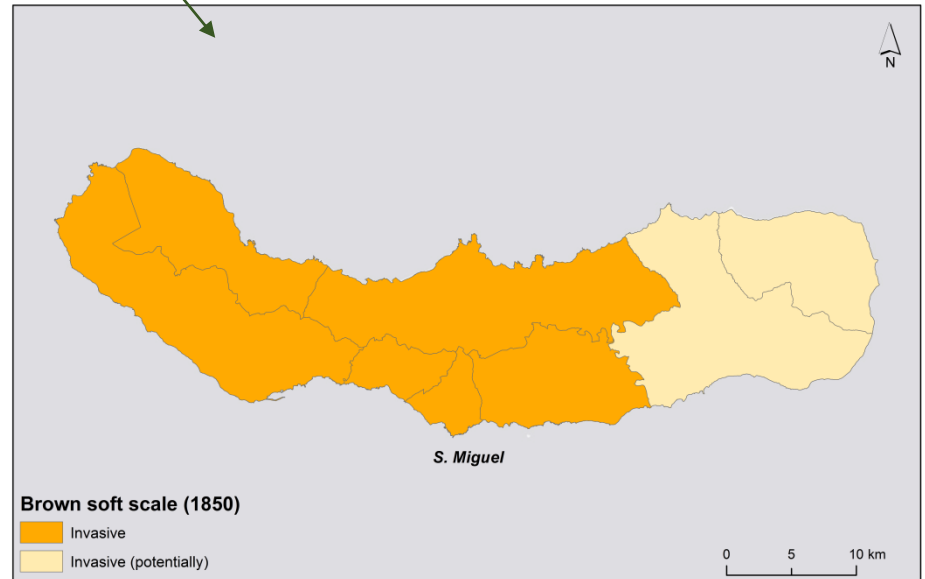 N
S. Miguel
Brown soft scale (1850)
Invasive
Invasive (potentially)
0 5 10 km